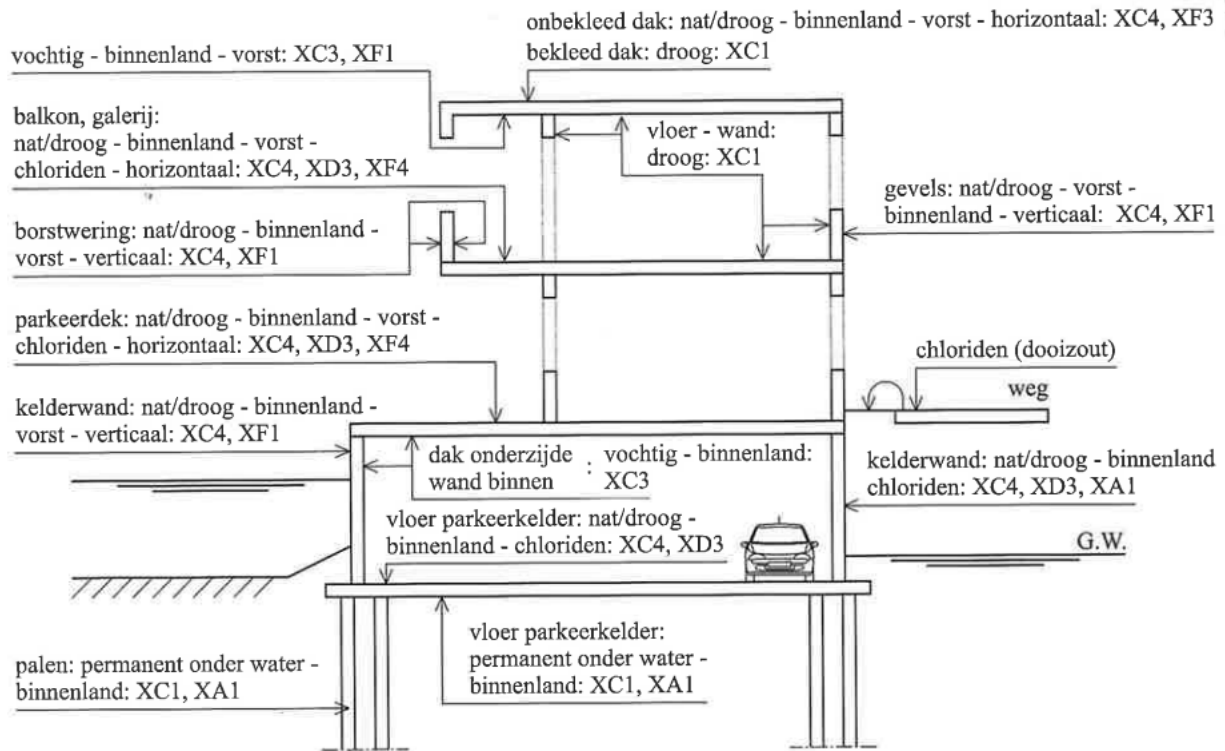 onbekleed dak: nat/droog - binnenland - vorst - horizontaal: XC4, XF3
bekleed dak: droog: XC1
vochtig - binnenland - vorst: XC3, XF1
balkon, galerij:
nat/droog - binnenland - vorst -
chloriden - horizontaal: XC4, XD3, XF4
vloer - wand:
droog: XC1
gevels: nat/droog - vorst -
binnenland - verticaal: XC4, XF1
borstwering: nat/droog - binnenland -
vorst - verticaal: XC4, XF1
parkeerdek: nat/droog - binnenland - vorst -
chloriden - horizontaal: XC4, XD3, XF4
chloriden (dooizout)
weg
kelderwand: nat/droog - binnenland -
vorst - verticaal: XC4, XF1
dak onderzijde : vochtig - binnenland:
wand binnen XC3
kelderwand: nat/droog - binnenland
chloriden: XC4, XD3, XA1
vloer parkeerkelder: nat/droog -
binnenland - chloriden: XC4, XD3
G.W.
vloer parkeerkelder:
permanent onder water -
binnenland: XC1, XA1
palen: permanent onder water -
binnenland: XC1, XA1